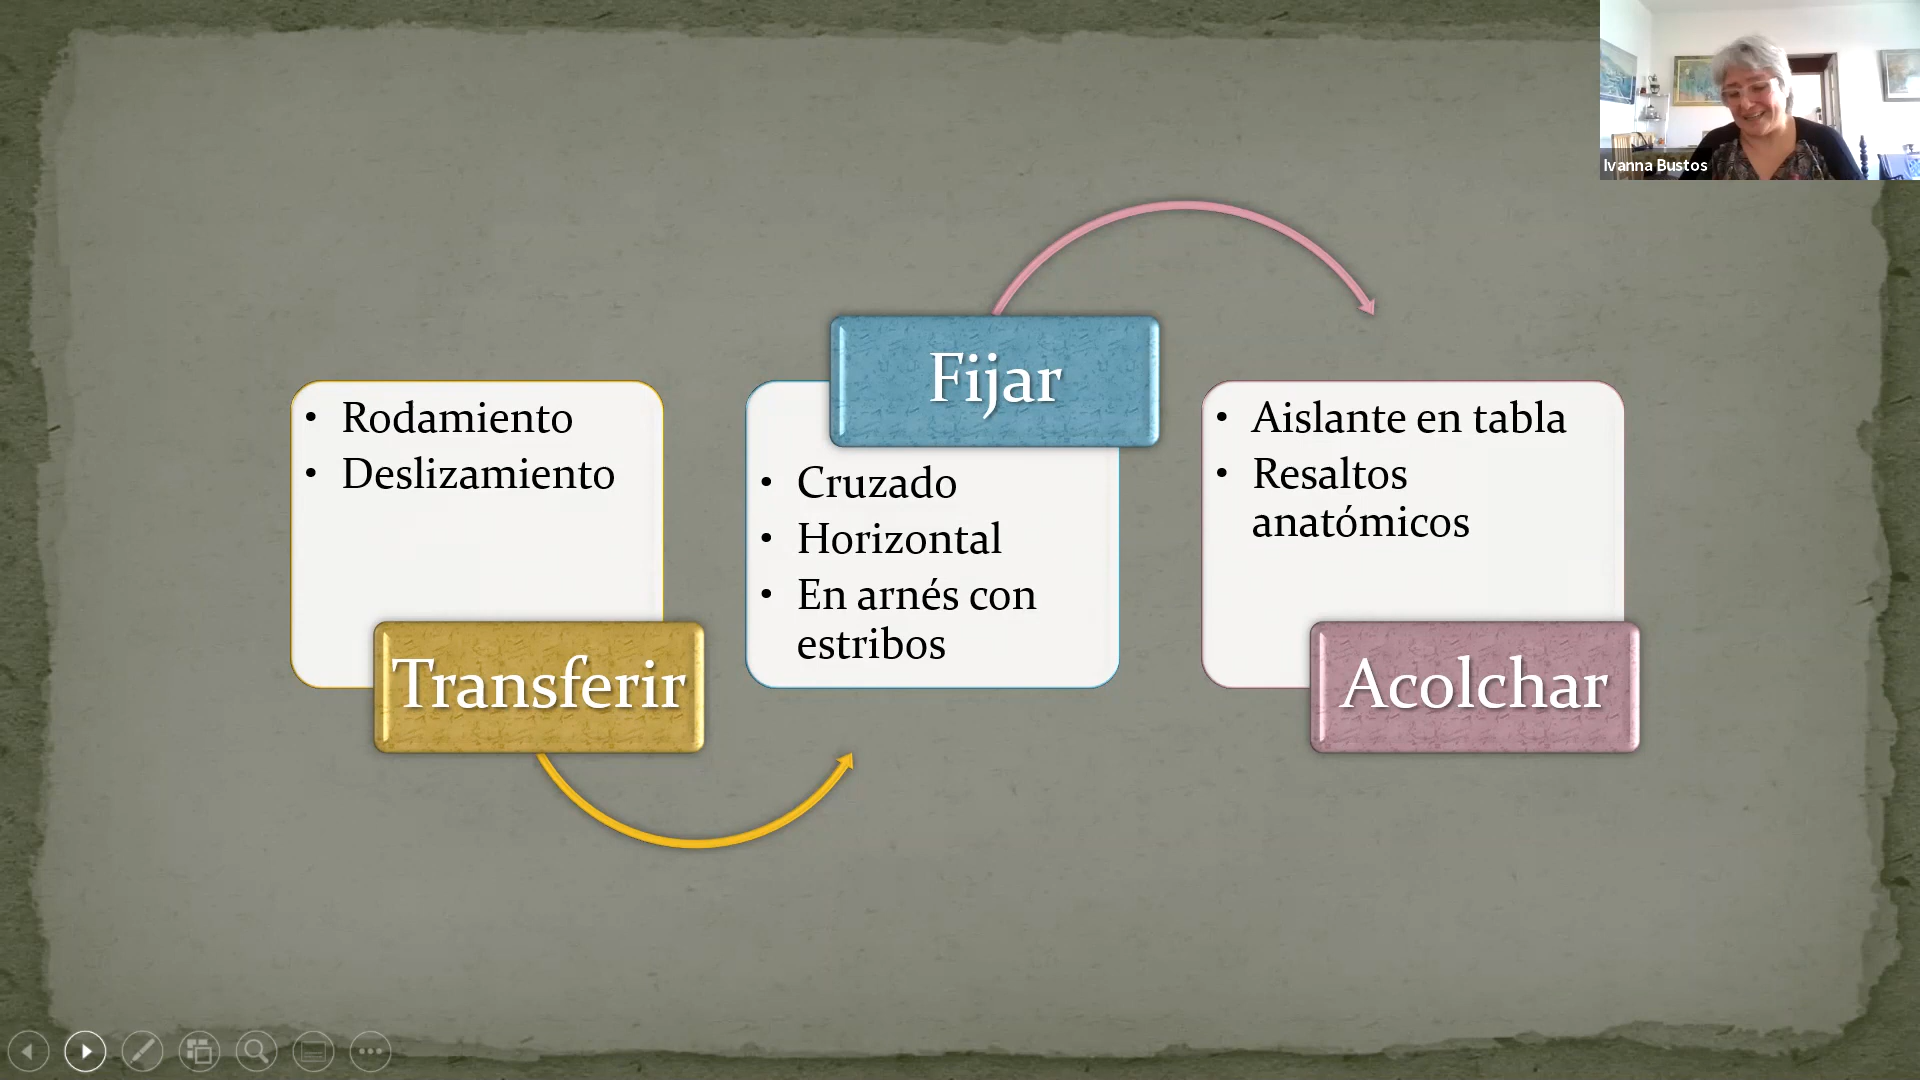 Ivanna Bustos
• Rodamiento
• Deslizamiento
Transferir
Fijar
• Cruzado
• Horizontal
• En arnés con
estribos
• Aislante en tabla
• Resaltos
anatómicos
Acolchar